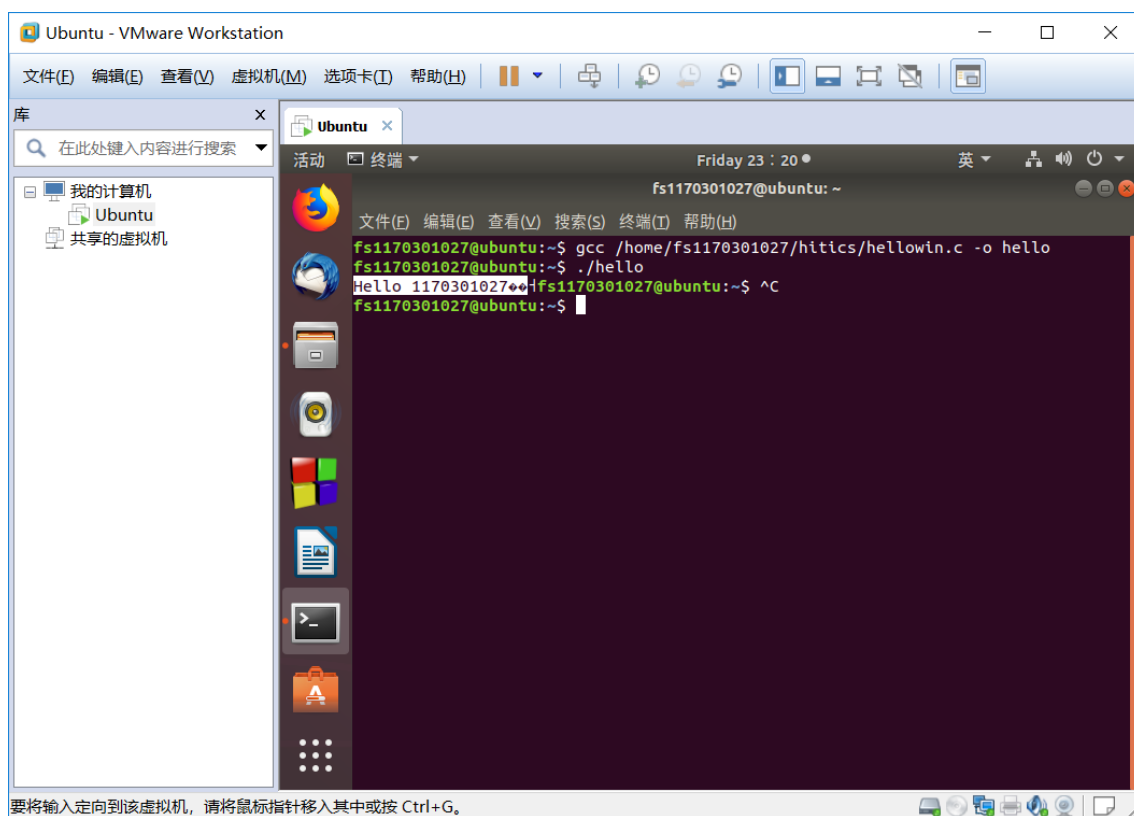 Ubuntu - VMware Workstation
文件(F) 编辑(E) 查看(V) 虚拟机(M) 选项卡(T) 帮助(H)
库 x
Ubuntu ×
在此处键入内容进行搜索
我的计算机
Ubuntu
共享的虚拟机
活动 终端 Friday 23：20 英
fs1170301027@ubuntu: ~
文件(F) 编辑(E) 查看(V) 搜索(S) 终端(T) 帮助(H)
fs1170301027@ubuntu:~$ gcc /home/fs1170301027/hitics/hellowin.c -o hello
fs1170301027@ubuntu:~$ ./hello
Hello 1170301027��┤fs1170301027@ubuntu:~$ ^C
fs1170301027@ubuntu:~$
要将输入定向到该虚拟机，请将鼠标指针移入其中或按 Ctrl+G。